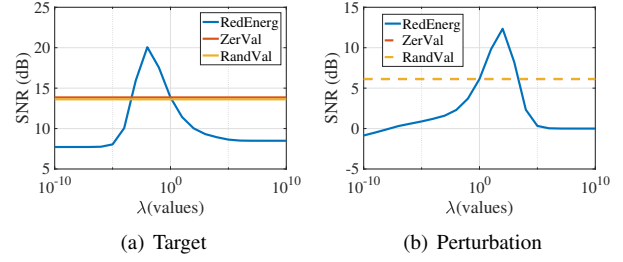 25
20
15
10
5
SNR (dB)
RedEnerg
ZerVal
RandVal
10^-10
10^0
10^10
λ(values)
(a) Target
15
10
5
0
-5
SNR (dB)
RedEnerg
ZerVal
RandVal
10^-10
10^0
10^10
λ(values)
(b) Perturbation